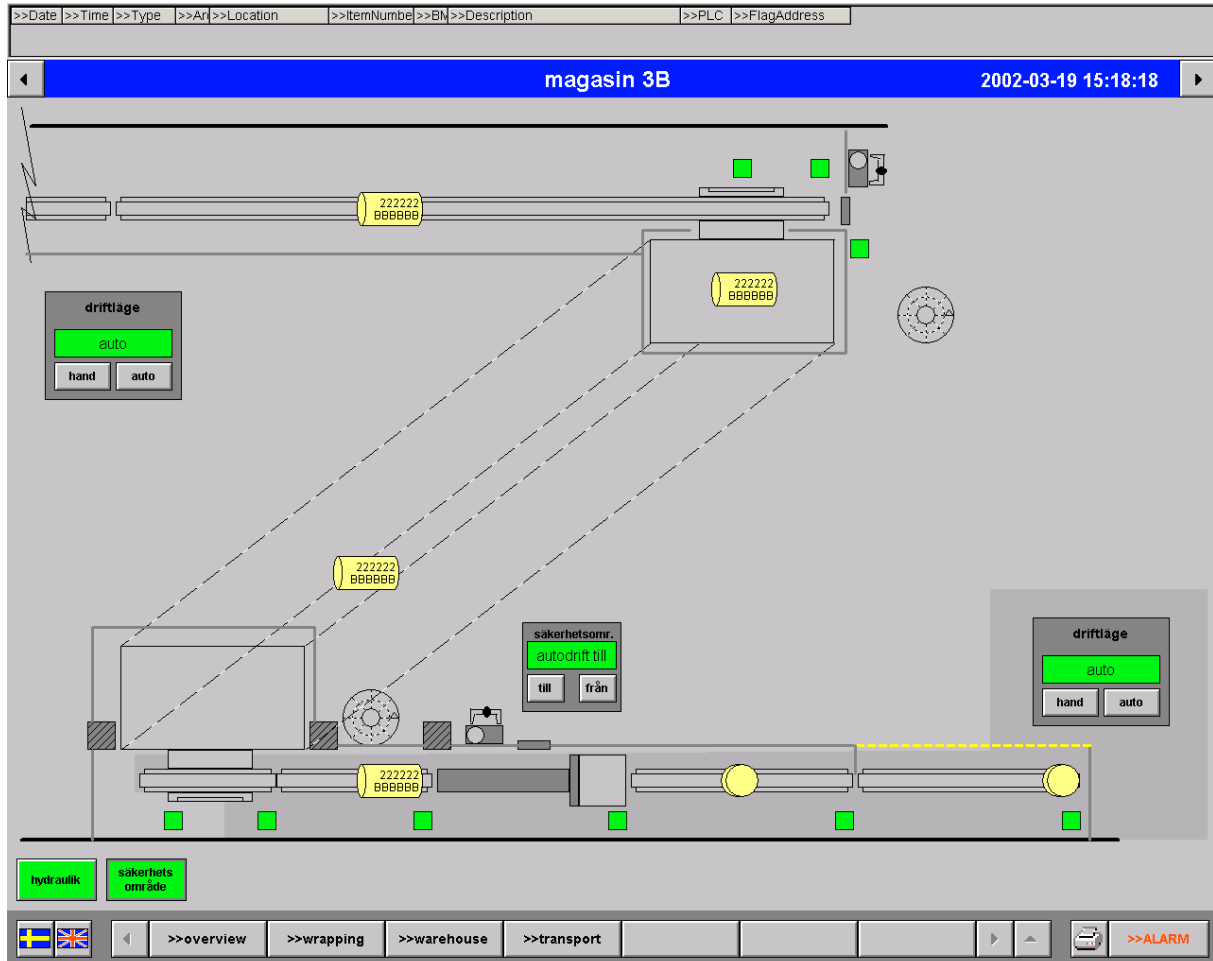 >>Date >>Time >>Type >>Ar >>Location >>ItemNumbe >>BM >>Description >>PLC >>FlagAddress
magasin 3B 2002-03-19 15:18:18
222222
BBBBBB
222222
BBBBBB
driftläge
auto
hand auto
222222
BBBBBB
säkerhetsomr.
autodrift till
till från
driftläge
auto
hand auto
222222
BBBBBB
hydraulik
säkerhets
område
>>overview >>wrapping >>warehouse >>transport >>ALARM